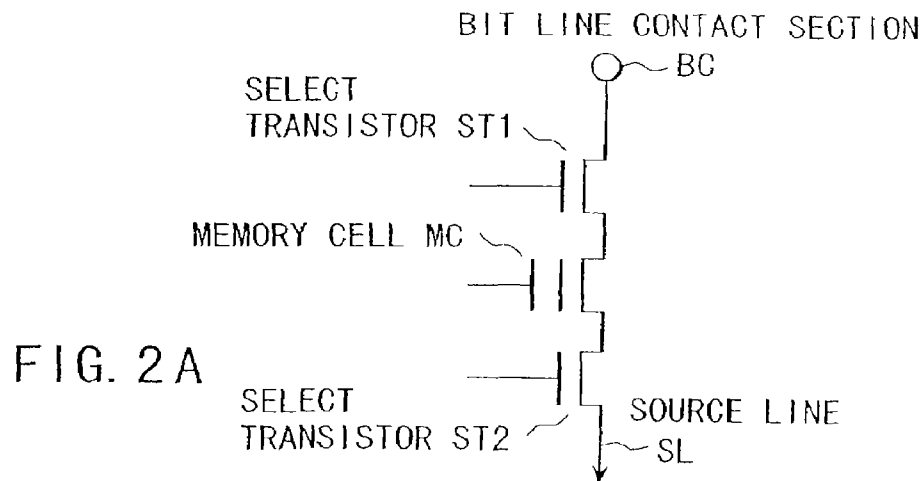 BIT LINE CONTACT SECTION
BC
SELECT
TRANSISTOR ST1
MEMORY CELL MC
FIG. 2A
SELECT
TRANSISTOR ST2
SOURCE LINE
SL